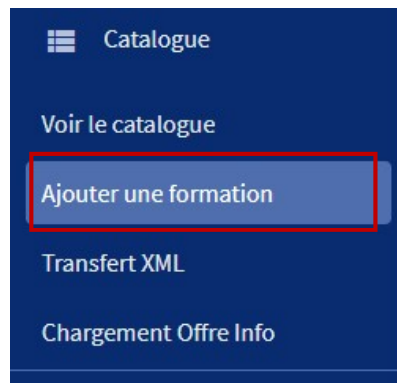 Catalogue
Voir le catalogue
Ajouter une formation
Transfert XML
Chargement Offre Info